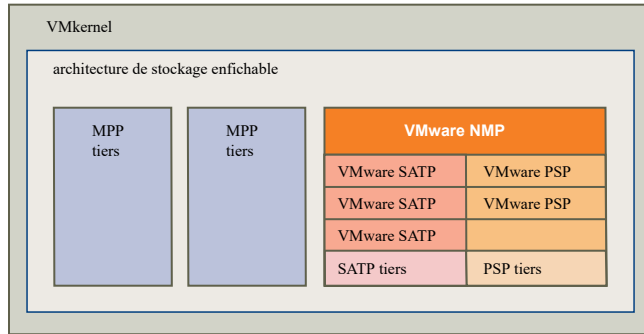 VMkernel
architecture de stockage enfichable
MPP
tiers
MPP
tiers
VMware NMP
VMware SATP
VMware PSP
VMware SATP
VMware PSP
VMware SATP
SATP tiers
PSP tiers